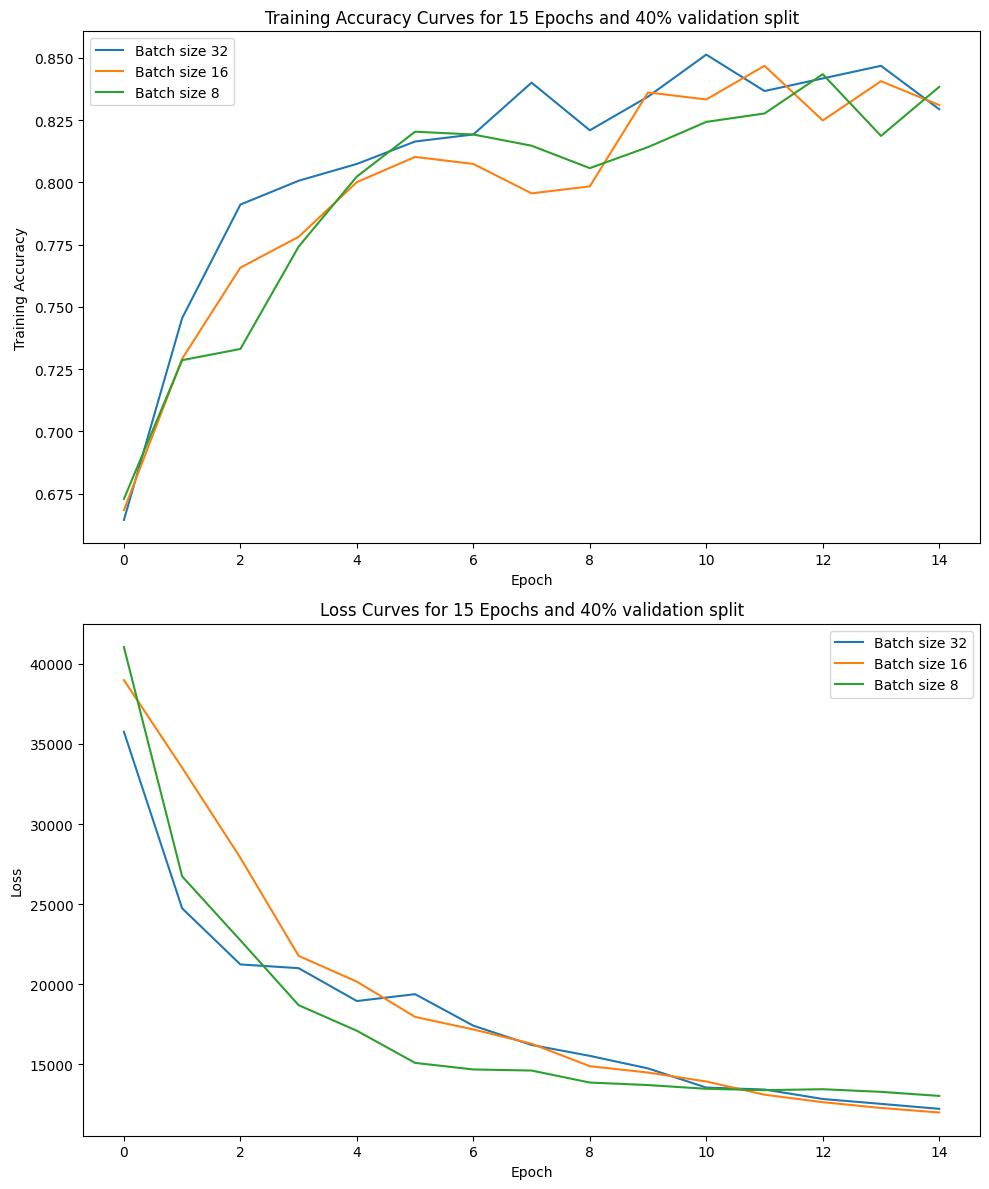 Training Accuracy Curves for 15 Epochs and 40% validation split
Batch size 32
Batch size 16
Batch size 8
Training Accuracy
0.850
0.825
0.800
0.775
0.750
0.725
0.700
0.675
0 2 4 6 8 10 12 14
Epoch
Loss Curves for 15 Epochs and 40% validation split
Batch size 32
Batch size 16
Batch size 8
Loss
40000
35000
30000
25000
20000
15000
0 2 4 6 8 10 12 14
Epoch